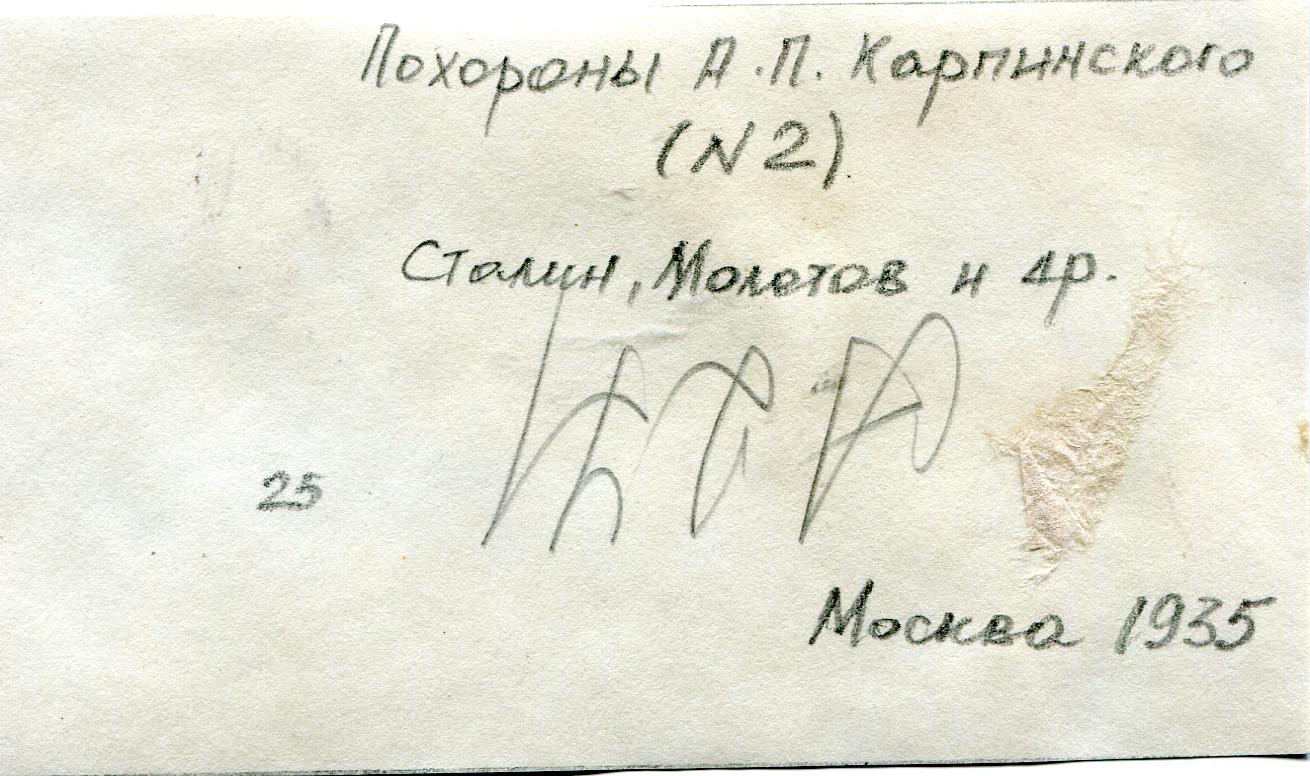 Похороны А.П. Карпинского
(N2)
Сталин, Молотов и др.
25
Москва 1935